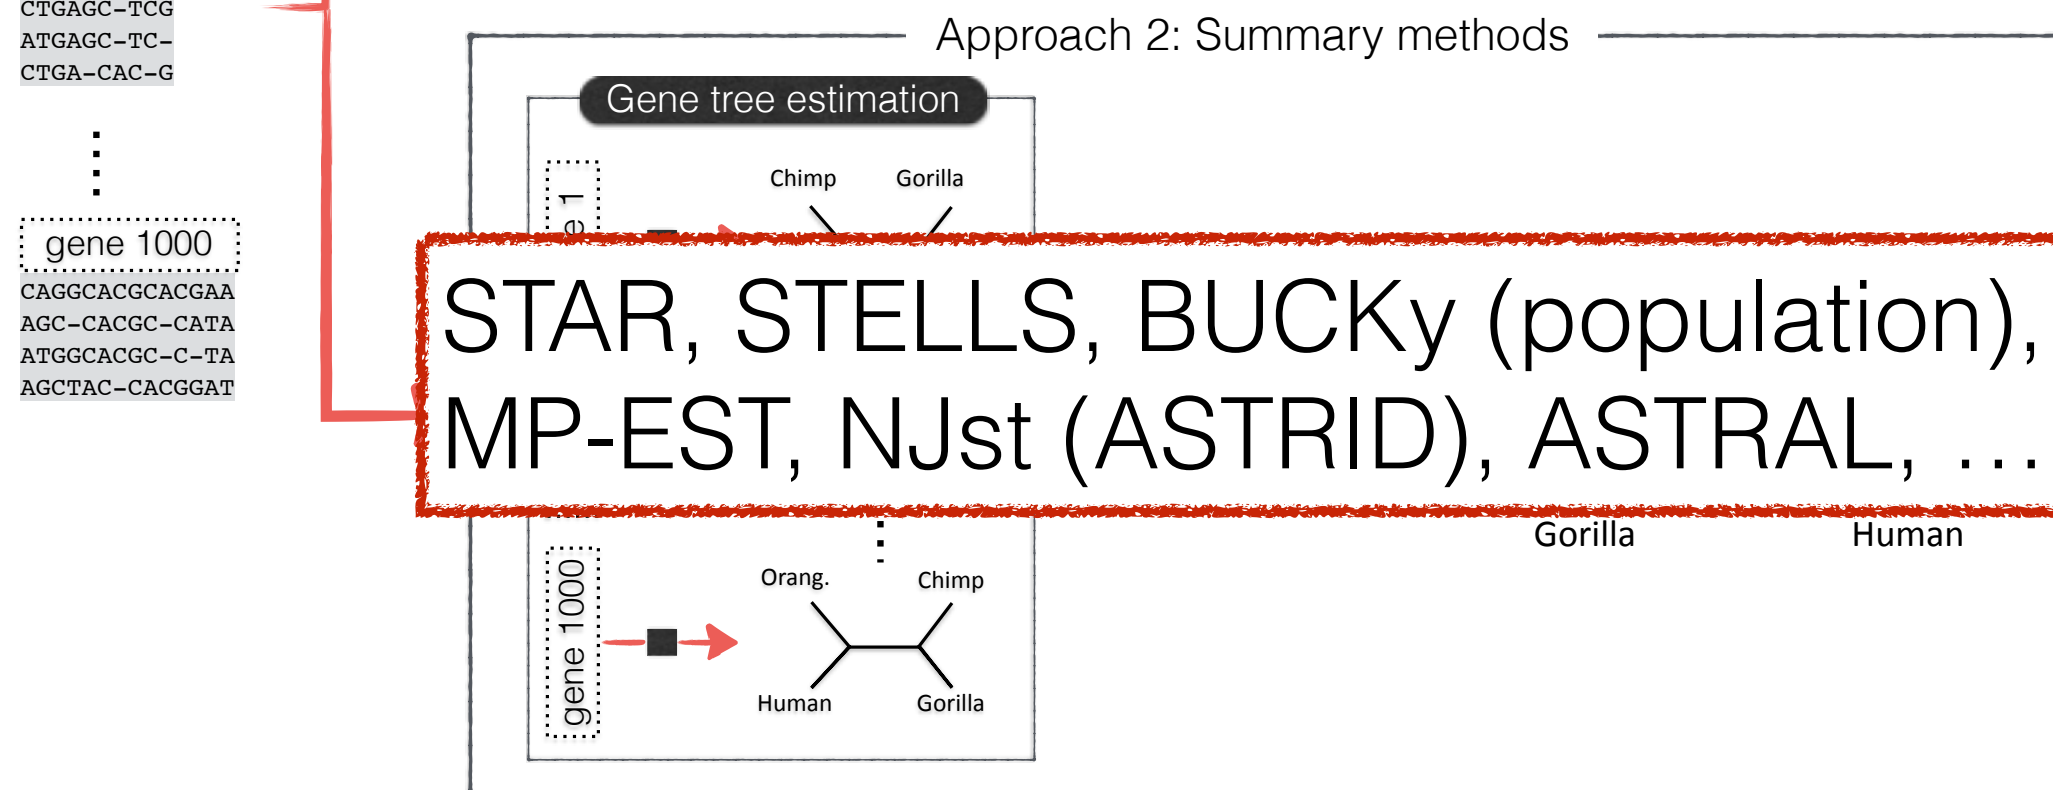 CTGAGC-TCG
ATGAGC-TC-
CTGA-CAC-G
gene 1000
CAGGCACGCACGAA
AGC-CACGC-CATA
ATGGCACGC-C-TA
AGCTAC-CACGGAT
Approach 2: Summary methods
Gene tree estimation
Chimp Gorilla
STAR, STELLS, BUCKy (population),
MP-EST, NJst (ASTRID), ASTRAL, …
Gorilla Human
gene 1000
Orang. Chimp
Human Gorilla